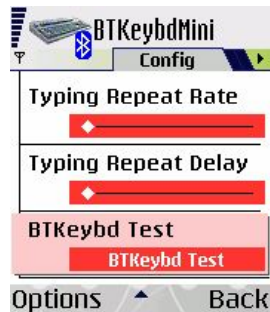 BTKeybdMini
Config
Typing Repeat Rate
Typing Repeat Delay
BTKeybd Test
BTKeybd Test
Options Back